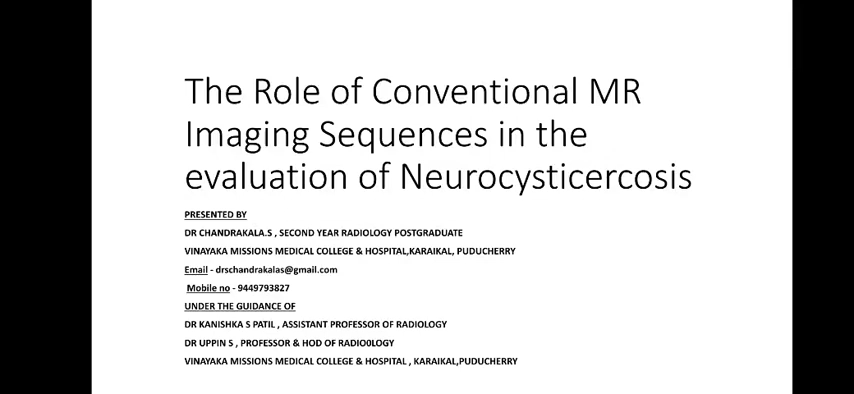 The Role of Conventional MR
Imaging Sequences in the
evaluation of Neurocysticercosis
PRESENTED BY
DR CHANDRAKALA.S , SECOND YEAR RADIOLOGY POSTGRADUATE
VINAYAKA MISSIONS MEDICAL COLLEGE & HOSPITAL,KARAIKAL, PUDUCHERRY
Email - drschandrakalas@gmail.com
Mobile no - 9449793827
UNDER THE GUIDANCE OF
DR KANISHKA S PATIL , ASSISTANT PROFESSOR OF RADIOLOGY
DR UPPIN S , PROFESSOR & HOD OF RADIO0LOGY
VINAYAKA MISSIONS MEDICAL COLLEGE & HOSPITAL , KARAIKAL,PUDUCHERRY